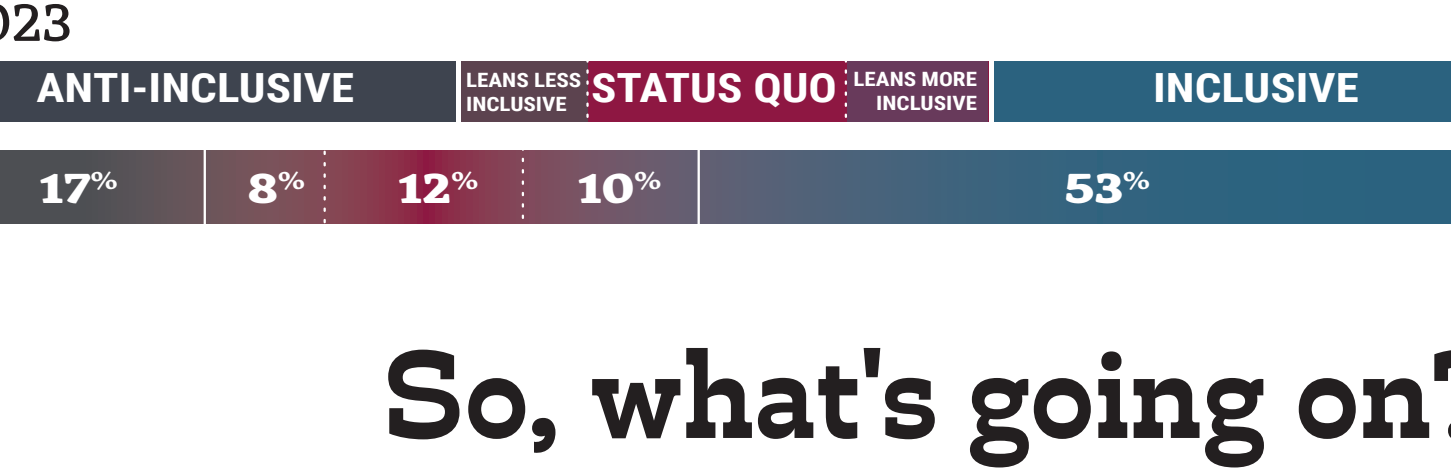 023
ANTI-INCLUSIVE
LEANS LESS
INCLUSIVE
STATUS QUO
LEANS MORE
INCLUSIVE
INCLUSIVE
17% 8% 12% 10% 53%
So, what's going on?